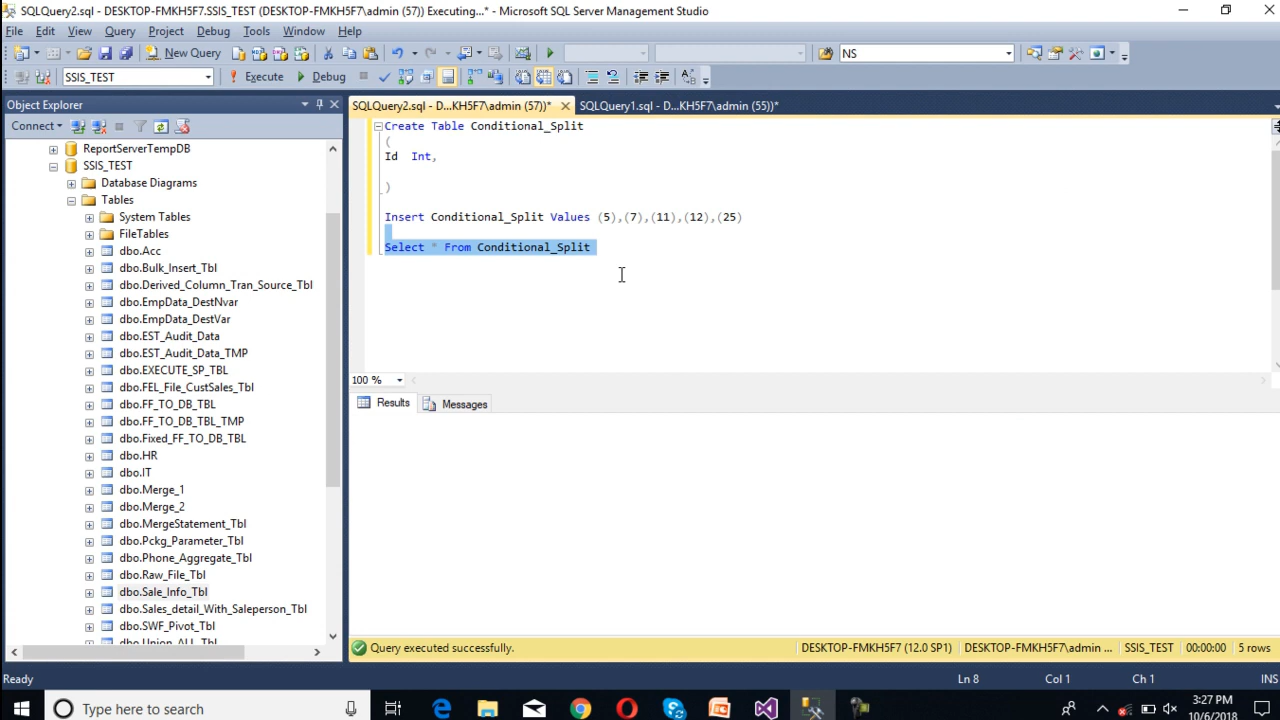 SQLQuery2.sql - DESKTOP-FMKH5F7.SSIS_TEST (DESKTOP-FMKH5F7\admin (57)) Executing...* - Microsoft SQL Server Management Studio
File Edit View Query Project Debug Tools Window Help
New Query NS
SSIS_TEST Execute Debug
Object Explorer
SQLQuery2.sql - D...KH5F7\admin (57))* SQLQuery1.sql - D...KH5F7\admin (55))*
Connect
ReportServerTempDB
SSIS_TEST
Database Diagrams
Tables
System Tables
FileTables
dbo.Acc
dbo.Bulk_Insert_Tbl
dbo.Derived_Column_Tran_Source_Tbl
dbo.EmpData_DestNvar
dbo.EmpData_DestVar
dbo.EST_Audit_Data
dbo.EST_Audit_Data_TMP
dbo.EXECUTE_SP_TBL
dbo.FEL_File_CustSales_Tbl
dbo.FF_TO_DB_TBL
dbo.FF_TO_DB_TBL_TMP
dbo.Fixed_FF_TO_DB_TBL
dbo.HR
dbo.IT
dbo.Merge_1
dbo.Merge_2
dbo.MergeStatement_Tbl
dbo.Pckg_Parameter_Tbl
dbo.Phone_Aggregate_Tbl
dbo.Raw_File_Tbl
dbo.Sale_Info_Tbl
dbo.Sales_detail_With_Saleperson_Tbl
dbo.SWF_Pivot_Tbl
dbo.Union_ALL_Tbl
Create Table Conditional_Split
(
Id Int,
)
Insert Conditional_Split Values (5),(7),(11),(12),(25)
Select * From Conditional_Split
100 %
Results Messages
Query executed successfully. DESKTOP-FMKH5F7 (12.0 SP1) DESKTOP-FMKH5F7\admin ... SSIS_TEST 00:00:00 5 rows
Ready Ln 8 Col 1 Ch 1 INS
Type here to search
3:27 PM
10/6/2018